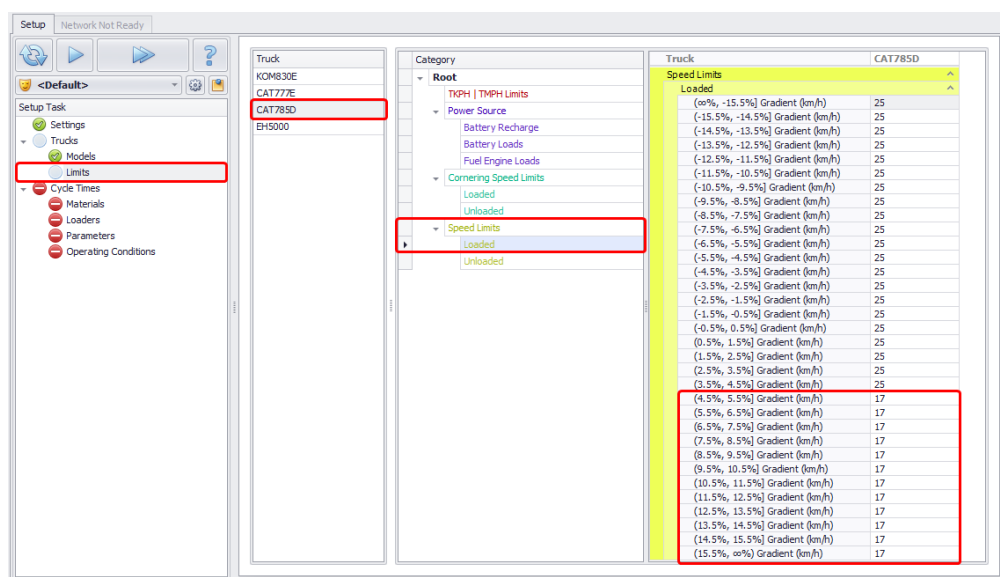 Setup Network Not Ready
<Default>
Setup Task
Settings
Trucks
Models
Limits
Cycle Times
Materials
Loaders
Parameters
Operating Conditions
Truck
KOM830E
CAT777E
CAT785D
EH5000
Category
Root
TKPH | TMPH Limits
Power Source
Battery Recharge
Battery Loads
Fuel Engine Loads
Cornering Speed Limits
Loaded
Unloaded
Speed Limits
Loaded
Unloaded
Truck CAT785D
Speed Limits
Loaded
(∞%, -15.5%] Gradient (km/h) 25
(-15.5%, -14.5%] Gradient (km/h) 25
(-14.5%, -13.5%] Gradient (km/h) 25
(-13.5%, -12.5%] Gradient (km/h) 25
(-12.5%, -11.5%] Gradient (km/h) 25
(-11.5%, -10.5%] Gradient (km/h) 25
(-10.5%, -9.5%] Gradient (km/h) 25
(-9.5%, -8.5%] Gradient (km/h) 25
(-8.5%, -7.5%] Gradient (km/h) 25
(-7.5%, -6.5%] Gradient (km/h) 25
(-6.5%, -5.5%] Gradient (km/h) 25
(-5.5%, -4.5%] Gradient (km/h) 25
(-4.5%, -3.5%] Gradient (km/h) 25
(-3.5%, -2.5%] Gradient (km/h) 25
(-2.5%, -1.5%] Gradient (km/h) 25
(-1.5%, -0.5%] Gradient (km/h) 25
(-0.5%, 0.5%] Gradient (km/h) 25
(0.5%, 1.5%] Gradient (km/h) 25
(1.5%, 2.5%] Gradient (km/h) 25
(2.5%, 3.5%] Gradient (km/h) 25
(3.5%, 4.5%] Gradient (km/h) 25
(4.5%, 5.5%] Gradient (km/h) 17
(5.5%, 6.5%] Gradient (km/h) 17
(6.5%, 7.5%] Gradient (km/h) 17
(7.5%, 8.5%] Gradient (km/h) 17
(8.5%, 9.5%] Gradient (km/h) 17
(9.5%, 10.5%] Gradient (km/h) 17
(10.5%, 11.5%] Gradient (km/h) 17
(11.5%, 12.5%] Gradient (km/h) 17
(12.5%, 13.5%] Gradient (km/h) 17
(13.5%, 14.5%] Gradient (km/h) 17
(14.5%, 15.5%] Gradient (km/h) 17
(15.5%, ∞%) Gradient (km/h) 17